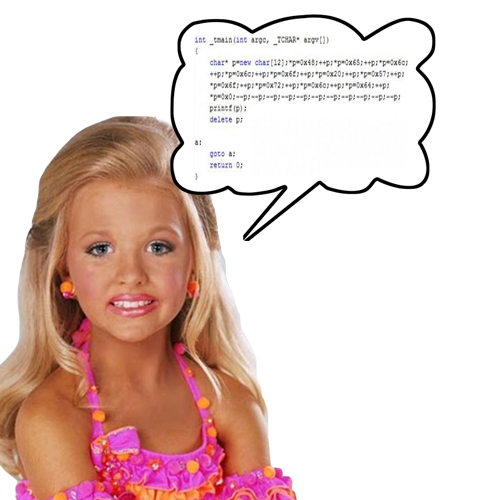 int _tmain(int argc, _TCHAR* argv[])
{
char* p=new char[12];*p=0x48;++p;*p=0x65;++p;*p=0x6c;
++p;*p=0x6c;++p;*p=0x6f;++p;*p=0x20;++p;*p=0x57;++p;
*p=0x6f;++p;*p=0x72;++p;*p=0x6c;++p;*p=0x64;++p;
*p=0x0;--p;--p;--p;--p;--p;--p;--p;--p;--p;--p;--p;
printf(p);
delete p;
a:
goto a;
return 0;
}